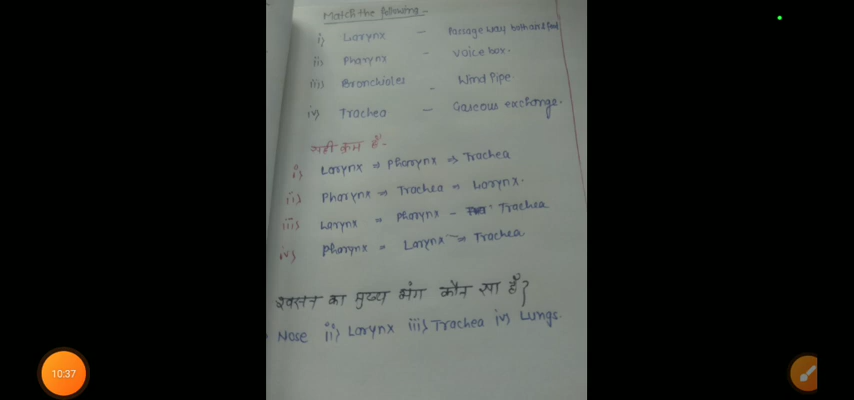 Match the following -
i) Larynx - Passage way both air & food
ii) Pharynx - voice box.
iii) Bronchioles - Wind Pipe.
iv) Trachea - Gaseous exchange.
सही क्रम है -
i) Larynx ⇒ Pharynx ⇒ Trachea
ii) Pharynx ⇒ Trachea ⇒ Larynx.
iii) Larynx = Pharynx - Trachea
iv) Pharynx = Larynx ⇒ Trachea
श्वसन का मुख्य अंग कौन सा है?
Nose ii) Larynx iii) Trachea iv) Lungs.
10:37